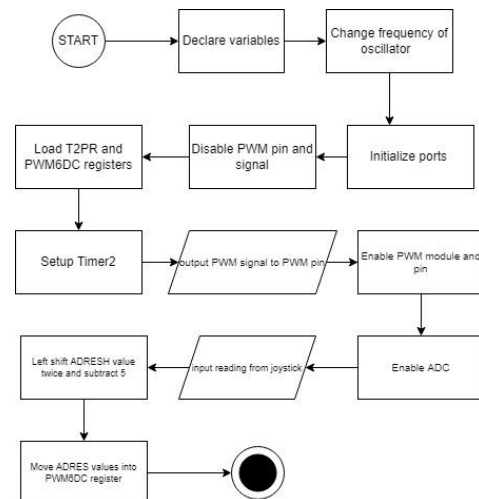 START
Declare variables
Change frequency of
oscillator
Load T2PR and
PWM6DC registers
Disable PWM pin and
signal
Initialize ports
Setup Timer2
output PWM signal to PWM pin
Enable PWM module and
pin
Left shift ADRESH value
twice and subtract 5
input reading from joystick
Enable ADC
Move ADRES values into
PWM6DC register